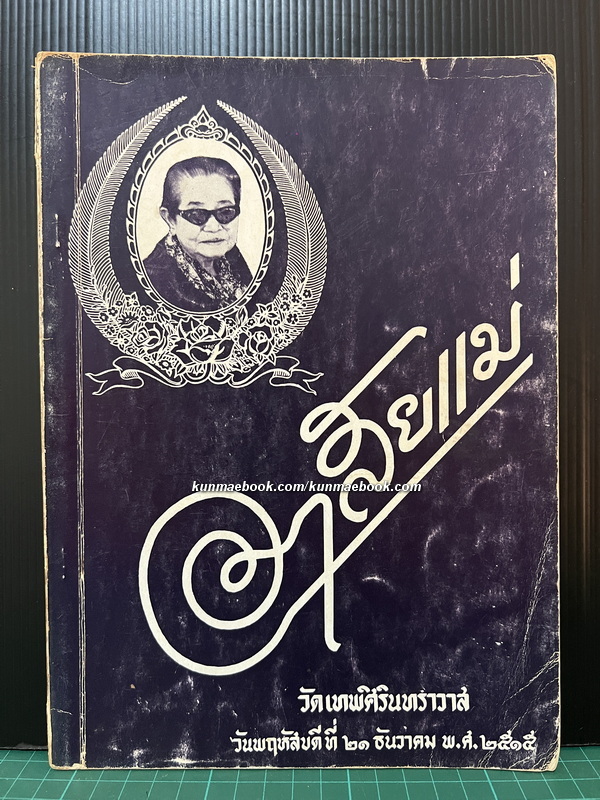 อาลัยแม่
kunmaebook.com/kunmaebook.com
วัดเทพศิรินทราวาส
วันพฤหัสบดีที่ ๒๑ ธันวาคม พ.ศ. ๒๕๑๕